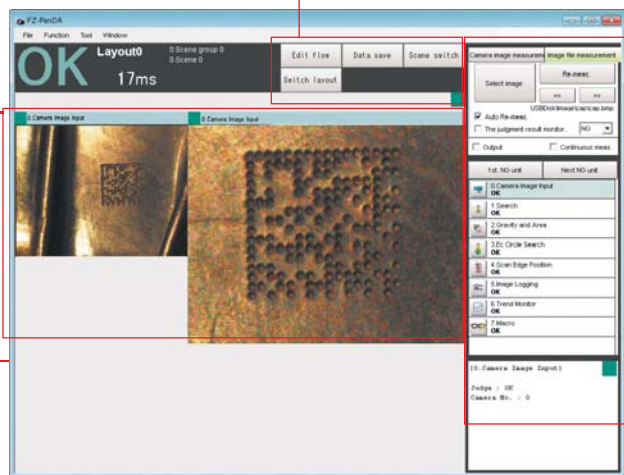 FZ-PanDA
File Function Tool Window
OK
Layout0
17ms
0.Scene group 0
0.Scene 0
Edit flow
Data save
Scene switch
Switch layout
0.Camera Image Input
0.Camera Image Input
Camera image measurem
Image file measurement
Select image
Re-meas.
<<
>>
USBDisk\image\cap\cap.bmp
Auto Re-meas.
The judgment result monitor
NG
Output
Continuous meas.
1st. NG unit
Next NG unit
0.Camera Image Input
OK
1.Search
OK
2.Gravity and Area
OK
3.Ec Circle Search
OK
4.Scan Edge Position
OK
5.Image Logging
OK
6.Trend Monitor
OK
7.Macro
OK
[0.Camera Image Input]
Judge : OK
Camera No. : 0